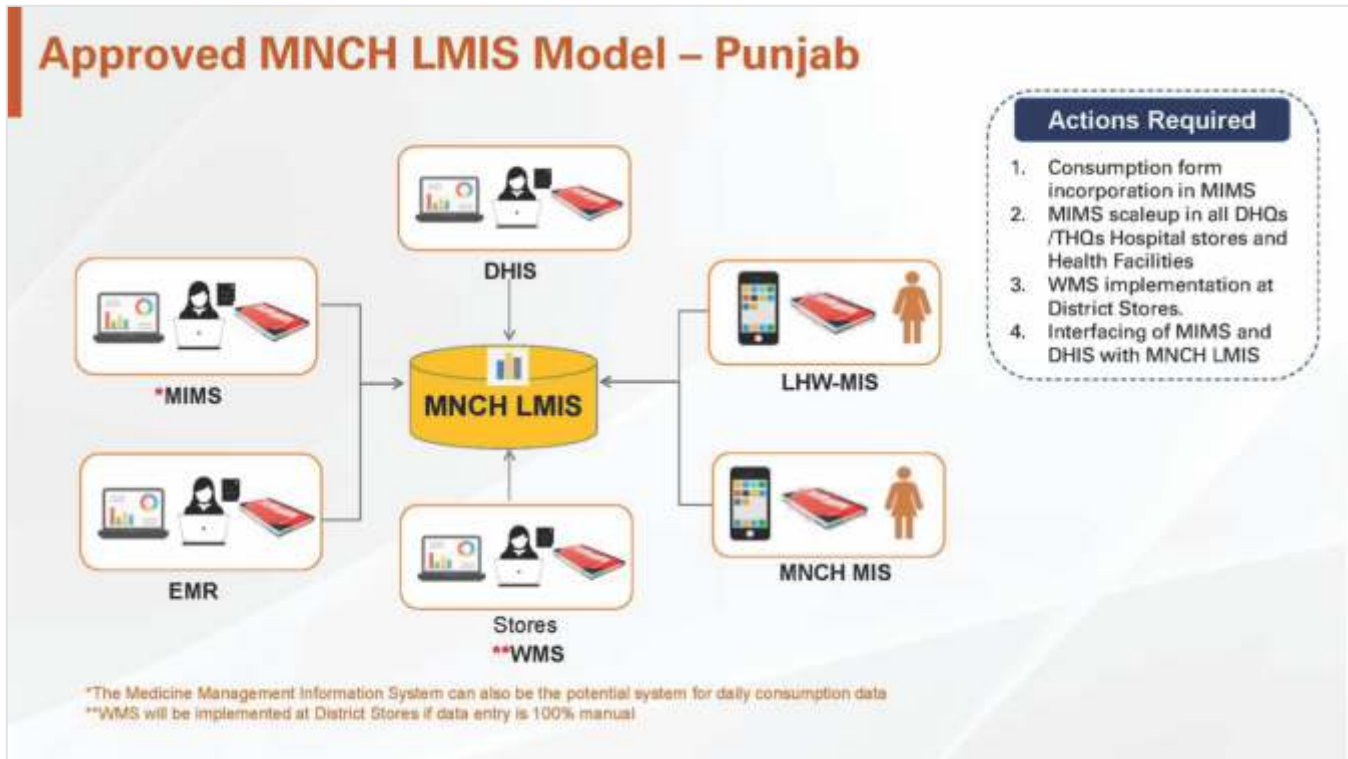 Approved MNCH LMIS Model – Punjab
Actions Required
1. Consumption form
incorporation in MIMS
2. MIMS scaleup in all DHQs
/THQs Hospital stores and
Health Facilities
3. WMS implementation at
District Stores.
4. Interfacing of MIMS and
DHIS with MNCH LMIS
DHIS
*MIMS
MNCH LMIS
LHW-MIS
EMR
Stores
**WMS
MNCH MIS
*The Medicine Management Information System can also be the potential system for daily consumption data
**WMS will be implemented at District Stores if data entry is 100% manual